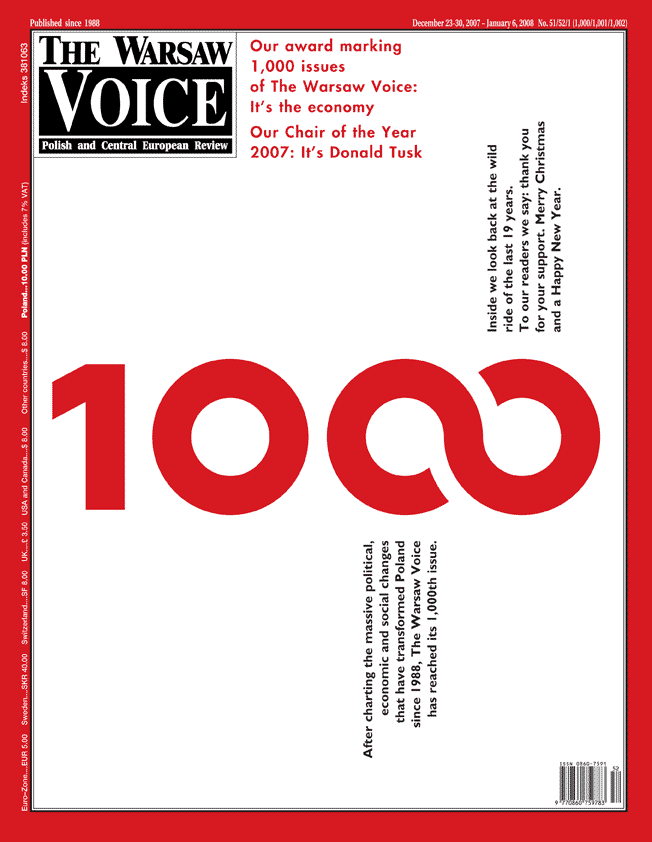 Published since 1988
December 23-30, 2007 – January 6, 2008 No. 51/52/1 (1,000/1,001/1,002)
Indeks 381063
THE WARSAW
VOICE
Polish and Central European Review
Our award marking
1,000 issues
of The Warsaw Voice:
It's the economy
Our Chair of the Year
2007: It's Donald Tusk
Inside we look back at the wild
ride of the last 19 years.
To our readers we say: thank you
for your support. Merry Christmas
and a Happy New Year.
1000
After charting the massive political,
economic and social changes
that have transformed Poland
since 1988, The Warsaw Voice
has reached its 1,000th issue.
Euro-Zone....EUR 5.00 Sweden....SKR 40.00 Switzerland....SF 8.00 UK....£ 3.50 USA and Canada....$ 8.00 Other countries....$ 8.00 Poland...10.00 PLN (includes 7% VAT)
ISSN 0860-7591
52
9 770860 759783